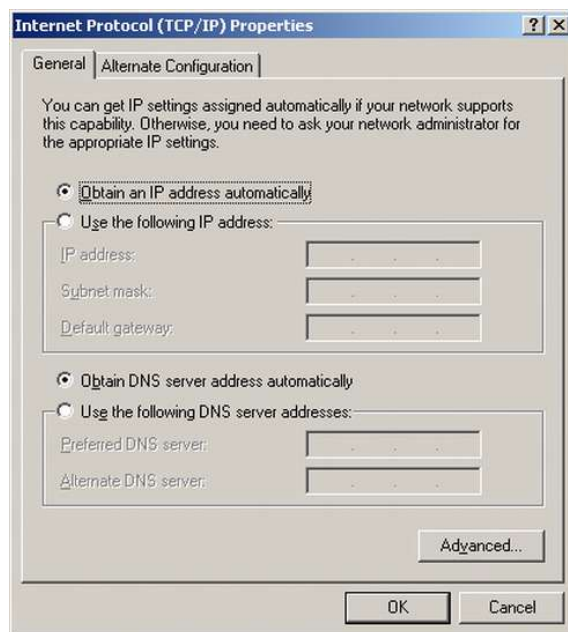 Internet Protocol (TCP/IP) Properties
General
Alternate Configuration
You can get IP settings assigned automatically if your network supports
this capability. Otherwise, you need to ask your network administrator for
the appropriate IP settings.
Obtain an IP address automatically
Use the following IP address:
IP address:
Subnet mask:
Default gateway:
Obtain DNS server address automatically
Use the following DNS server addresses:
Preferred DNS server:
Alternate DNS server:
Advanced...
OK
Cancel